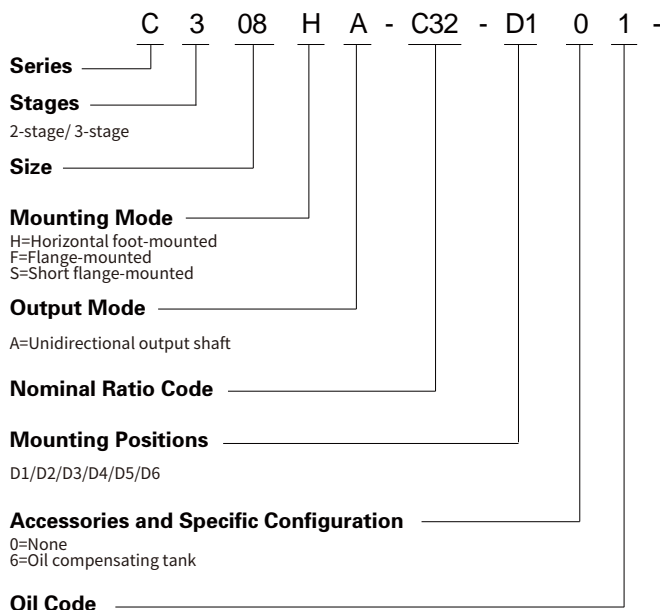 C 3 08 H A - C32 - D1 0 1 -
Series
Stages
2-stage/ 3-stage
Size
Mounting Mode
H=Horizontal foot-mounted
F=Flange-mounted
S=Short flange-mounted
Output Mode
A=Unidirectional output shaft
Nominal Ratio Code
Mounting Positions
D1/D2/D3/D4/D5/D6
Accessories and Specific Configuration
0=None
6=Oil compensating tank
Oil Code